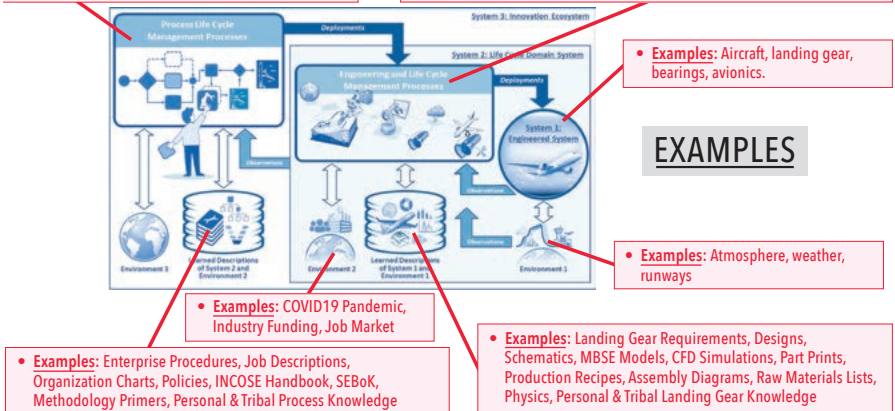 System 3: Innovation Ecosystem
Process Life Cycle
Management Processes
Deployments
System 2: Life Cycle Domain System
Engineering and Life Cycle
Management Processes
Deployments
• Examples: Aircraft, landing gear,
bearings, avionics.
System 1:
Engineered System
EXAMPLES
Observations
Observations
Observations
• Examples: Atmosphere, weather,
runways
Environment 3
Learned Descriptions
of System 2 and
Environment 2
Environment 2
Learned Descriptions
of System 1 and
Environment 1
Environment 1
• Examples: COVID19 Pandemic,
Industry Funding, Job Market
• Examples: Enterprise Procedures, Job Descriptions,
Organization Charts, Policies, INCOSE Handbook, SEBoK,
Methodology Primers, Personal & Tribal Process Knowledge
• Examples: Landing Gear Requirements, Designs,
Schematics, MBSE Models, CFD Simulations, Part Prints,
Production Recipes, Assembly Diagrams, Raw Materials Lists,
Physics, Personal & Tribal Landing Gear Knowledge